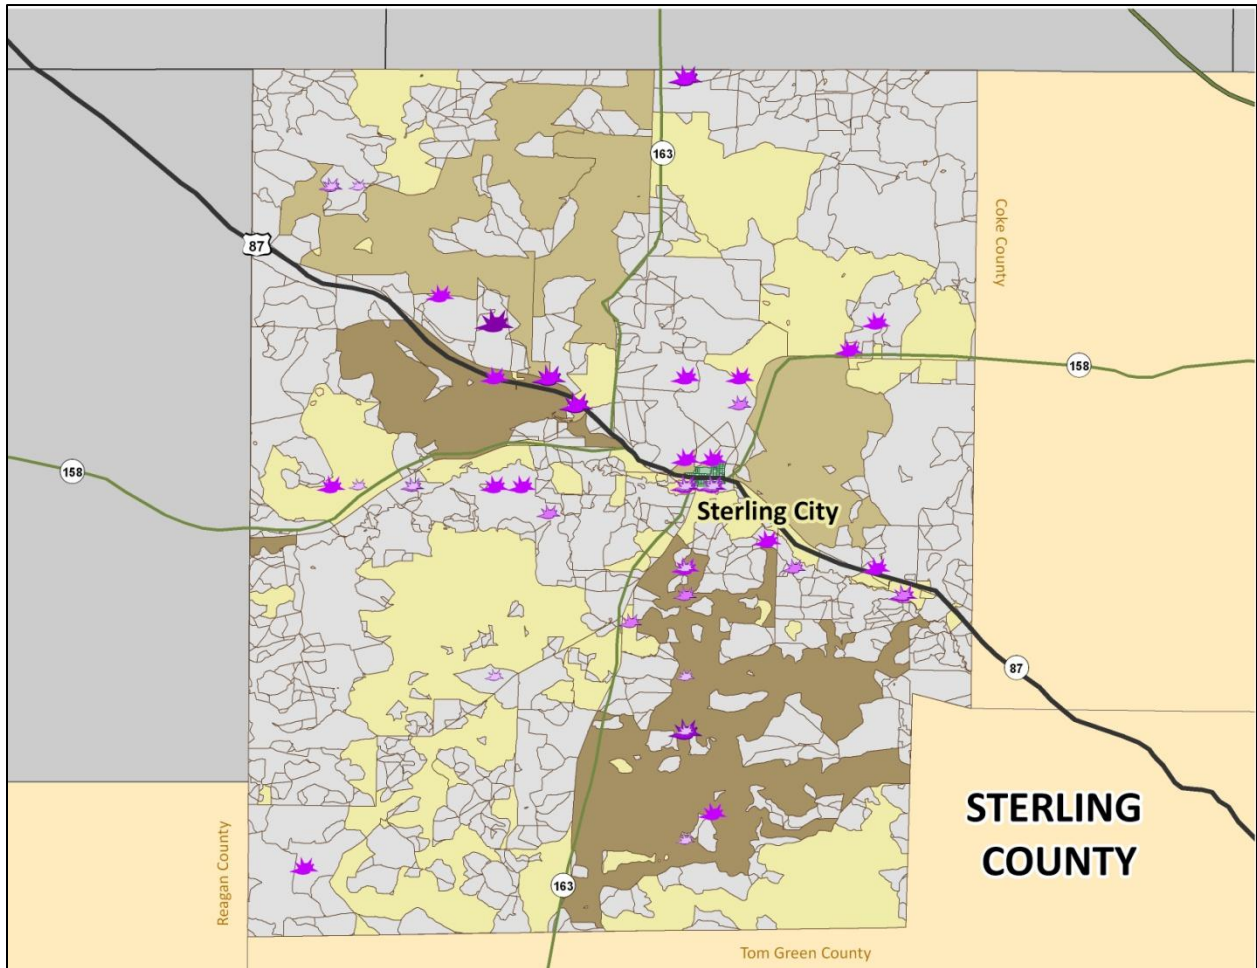 163
Coke County
87
158
158
Sterling City
87
STERLING
COUNTY
Reagan County
163
Tom Green County